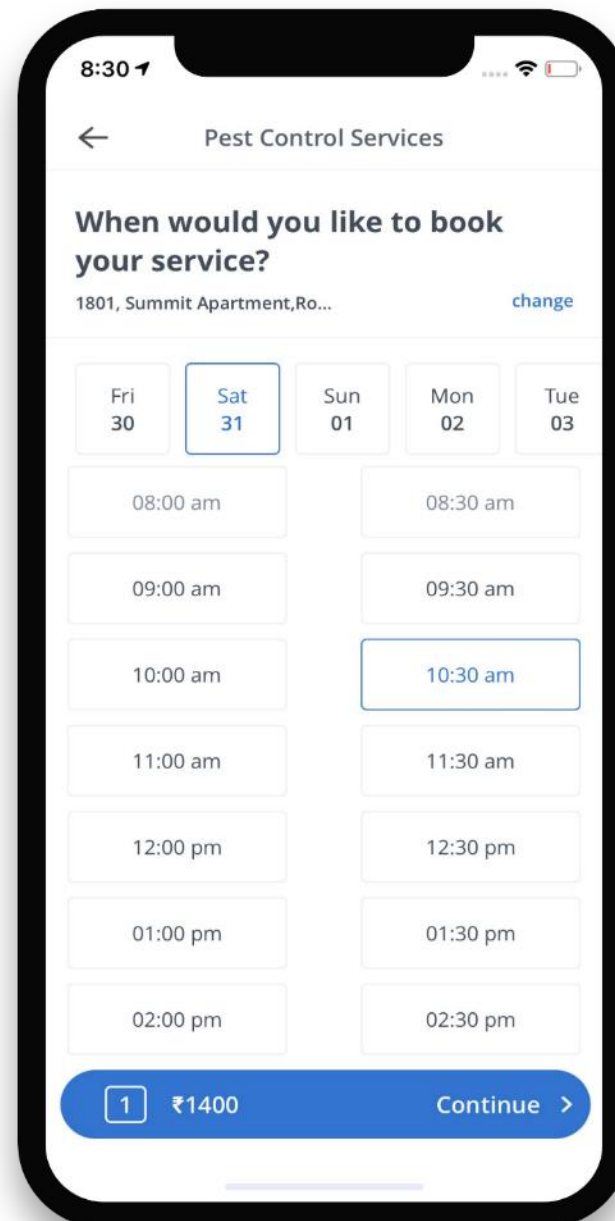 8:30
Pest Control Services
When would you like to book
your service?
1801, Summit Apartment,Ro...
change
Fri Sat Sun Mon Tue
30 31 01 02 03
08:00 am 08:30 am
09:00 am 09:30 am
10:00 am 10:30 am
11:00 am 11:30 am
12:00 pm 12:30 pm
01:00 pm 01:30 pm
02:00 pm 02:30 pm
1 ₹1400 Continue >